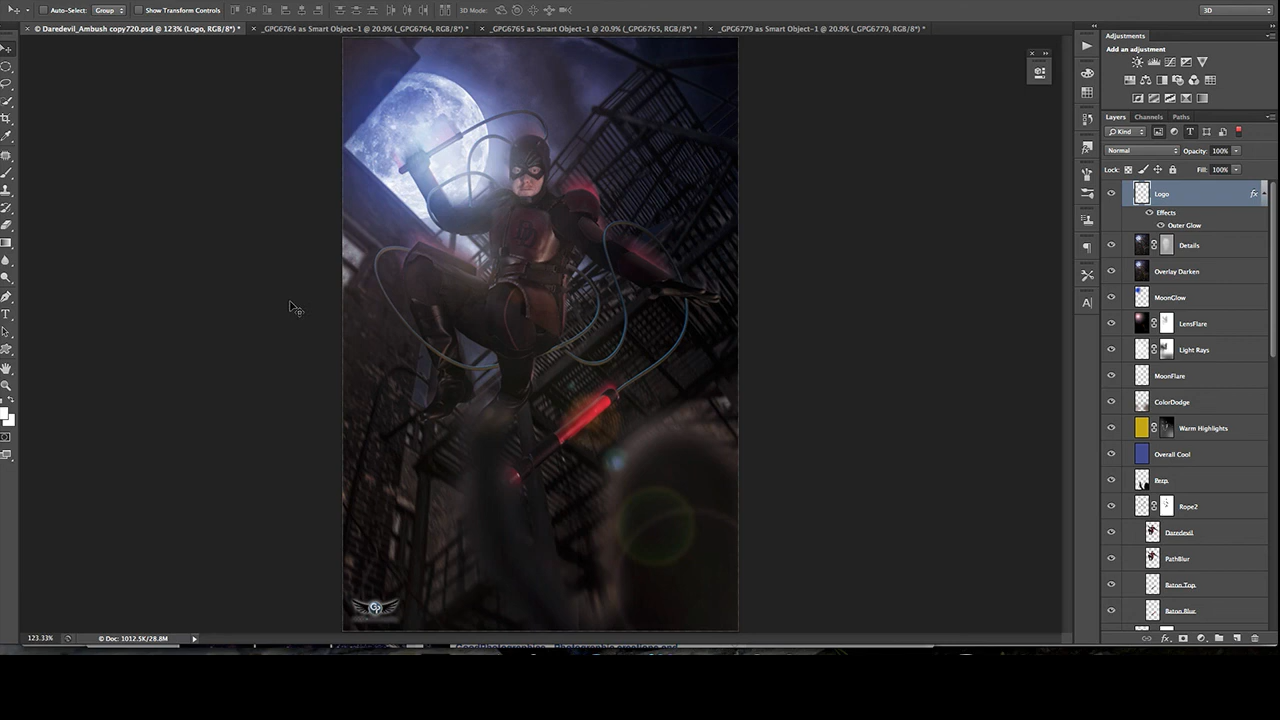 Auto-Select: Group Show Transform Controls 3D Mode: 3D
× © Daredevil_Ambush copy720.psd @ 123% (Logo, RGB/8*) * × _GPG6764 as Smart Object-1 @ 20.9% (_GPG6764, RGB/8*) * × _GPG6765 as Smart Object-1 @ 20.9% (_GPG6765, RGB/8*) * × _GPG6779 as Smart Object-1 @ 20.9% (_GPG6779, RGB/8*) *
Adjustments
Add an adjustment
Layers Channels Paths
Kind
Normal Opacity: 100%
Lock: Fill: 100%
Logo fx
Effects
Outer Glow
Details
Overlay Darken
MoonGlow
LensFlare
Light Rays
MoonFlare
ColorDodge
Warm Highlights
Overall Cool
Perp.
Rope2
Daredevil
PathBlur
Baton Top
Baton Blur
GP
123.33% © Doc: 1012.5K/28.8M